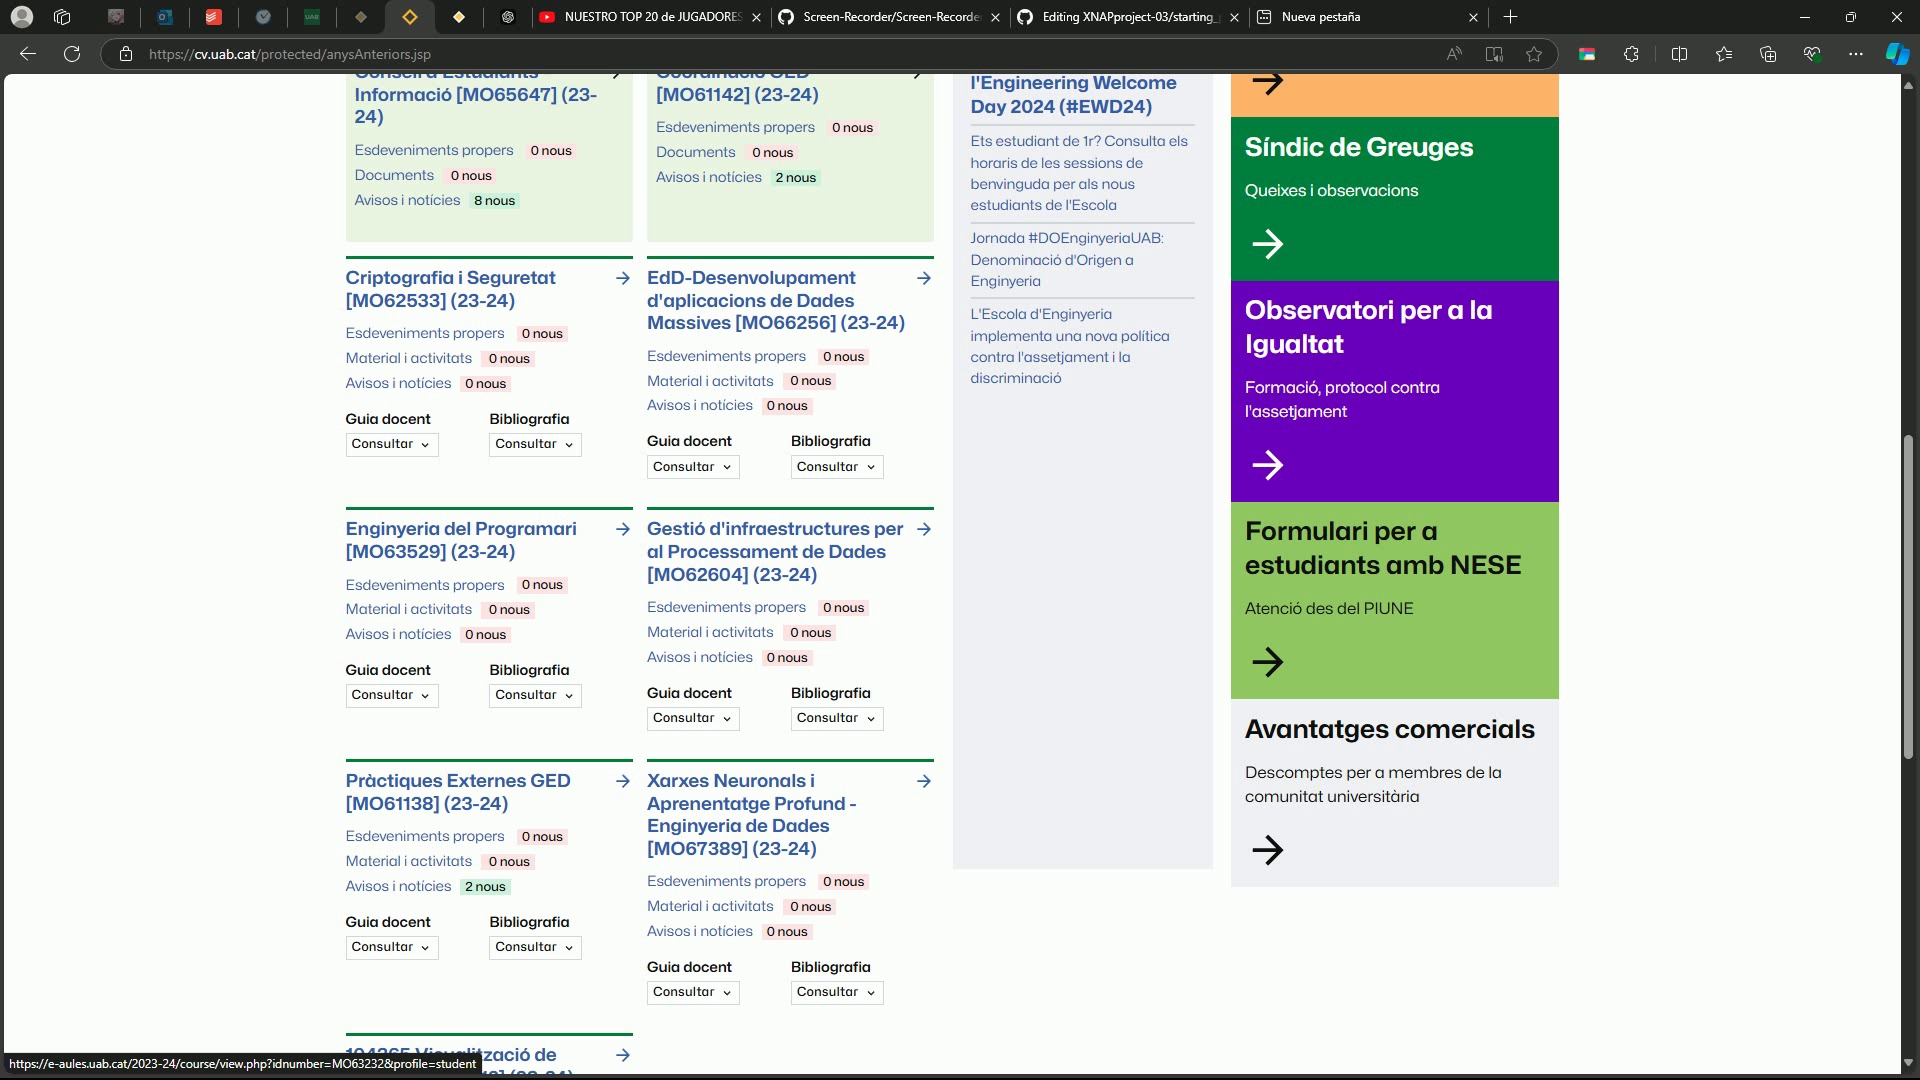 NUESTRO TOP 20 de JUGADORES
Screen-Recorder/Screen-Recorde
Editing XNAPproject-03/starting_
Nueva pestaña
https://cv.uab.cat/protected/anysAnteriors.jsp
Consell d'Estudiants
Informació [MO65647] (23-
24)
Esdeveniments propers 0 nous
Documents 0 nous
Avisos i notícies 8 nous
Coordinació GED
[MO61142] (23-24)
Esdeveniments propers 0 nous
Documents 0 nous
Avisos i notícies 2 nous
Criptografia i Seguretat
[MO62533] (23-24)
Esdeveniments propers 0 nous
Material i activitats 0 nous
Avisos i notícies 0 nous
Guia docent Bibliografia
Consultar Consultar
EdD-Desenvolupament
d'aplicacions de Dades
Massives [MO66256] (23-24)
Esdeveniments propers 0 nous
Material i activitats 0 nous
Avisos i notícies 0 nous
Guia docent Bibliografia
Consultar Consultar
Enginyeria del Programari
[MO63529] (23-24)
Esdeveniments propers 0 nous
Material i activitats 0 nous
Avisos i notícies 0 nous
Guia docent Bibliografia
Consultar Consultar
Gestió d'infraestructures per
al Processament de Dades
[MO62604] (23-24)
Esdeveniments propers 0 nous
Material i activitats 0 nous
Avisos i notícies 0 nous
Guia docent Bibliografia
Consultar Consultar
Pràctiques Externes GED
[MO61138] (23-24)
Esdeveniments propers 0 nous
Material i activitats 0 nous
Avisos i notícies 2 nous
Guia docent Bibliografia
Consultar Consultar
Xarxes Neuronals i
Aprenentatge Profund -
Enginyeria de Dades
[MO67389] (23-24)
Esdeveniments propers 0 nous
Material i activitats 0 nous
Avisos i notícies 0 nous
Guia docent Bibliografia
Consultar Consultar
104365 Visualització de
l'Engineering Welcome
Day 2024 (#EWD24)
Ets estudiant de 1r? Consulta els
horaris de les sessions de
benvinguda per als nous
estudiants de l'Escola
Jornada #DOEnginyeriaUAB:
Denominació d'Origen a
Enginyeria
L'Escola d'Enginyeria
implementa una nova política
contra l'assetjament i la
discriminació
Síndic de Greuges
Queixes i observacions
Observatori per a la
Igualtat
Formació, protocol contra
l'assetjament
Formulari per a
estudiants amb NESE
Atenció des del PIUNE
Avantatges comercials
Descomptes per a membres de la
comunitat universitària
https://e-aules.uab.cat/2023-24/course/view.php?idnumber=MO63232&profile=student